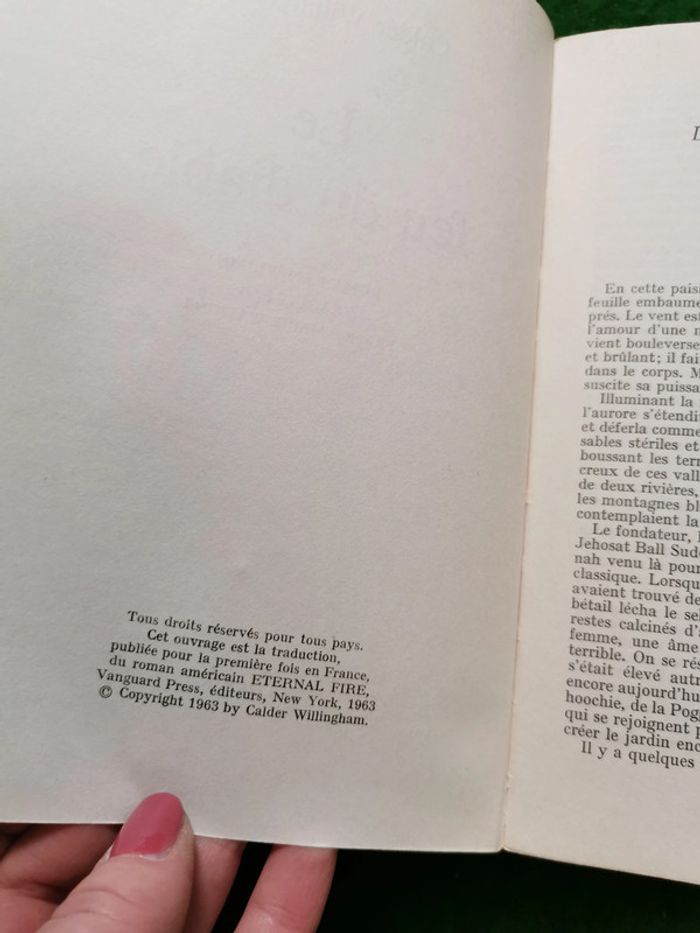 Tous droits réservés pour tous pays.
Cet ouvrage est la traduction,
publiée pour la première fois en France,
du roman américain ETERNAL FIRE,
Vanguard Press, éditeurs, New York, 1963
© Copyright 1963 by Calder Willingham.
En cette pais
feuille embaume
prés. Le vent est
l'amour d'une n
vient bouleverse
et brûlant; il fai
dans le corps. M
suscite sa puissa
Illuminant la
l'aurore s'étendit
et déferla comme
sables stériles et
boussant les terr
creux de ces vall
de deux rivières,
les montagnes bl
contemplaient la
Le fondateur,
Jehosat Ball Sud
nah venu là pour
classique. Lorsqu
avaient trouvé de
bétail lécha le se
restes calcinés d'
femme, une âme
terrible. On se rés
s'était élevé autr
encore aujourd'hu
hoochie, de la Pog
qui se rejoignent p
créer le jardin enc
Il y a quelques